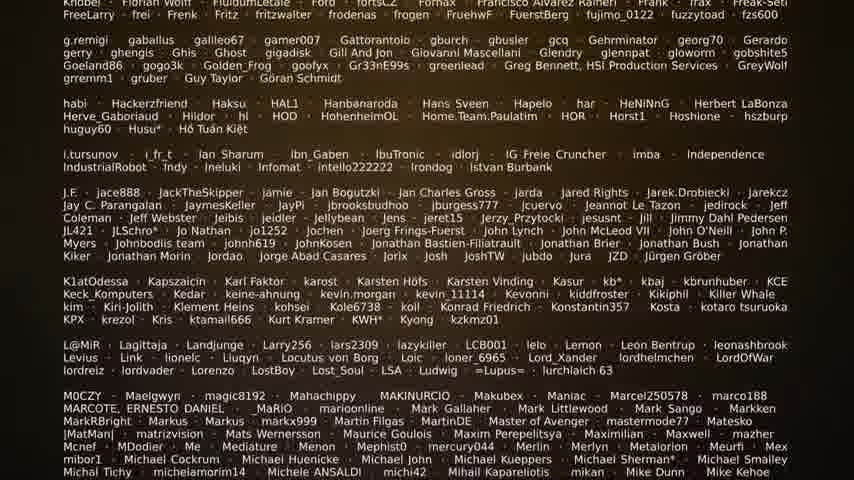 Knobel · Florian Wolff · FluidumLetale · Ford · fortsCZ · Fornax · Francisco Alvarez Raineri · Frank · frax · Freak-Seti
FreeLarry · frei · Frenk · Fritz · fritzwalter · frodenas · frogen · FruehwF · FuerstBerg · fujimo_0122 · fuzzytoad · fzs600
g.remigi · gaballus · galileo67 · gamer007 · Gattorantolo · gburch · gbusler · gcq · Gehrminator · georg70 · Gerardo
gerry · ghengis · Ghis · Ghost · gigadisk · Gill And Jon · Giovanni Mascellani · Glendry · glennpat · gloworm · gobshite5
Goeland86 · gogo3k · Golden_Frog · goofyx · Gr33nE99s · greenlead · Greg Bennett, HSI Production Services · GreyWolf
grremm1 · gruber · Guy Taylor · Göran Schmidt
habi · Hackerzfriend · Haksu · HAL1 · Hanbanaroda · Hans Sveen · Hapelo · har · HeNiNnG · Herbert LaBonza
Herve_Gaboriaud · Hildor · hl · HOD · HohenheimOL · Home.Team.Paulatim · HOR · Horst1 · Hoshione · hszburp
huguy60 · Husu* · Hồ Tuấn Kiệt
i.tursunov · i_fr_t · Ian Sharum · Ibn_Gaben · IbuTronic · idlorj · IG Freie Cruncher · imba · Independence
IndustrialRobot · Indy · Ineluki · Infomat · intello222222 · Irondog · Istvan Burbank
J.F. · jace888 · JackTheSkipper · Jamie · Jan Bogutzki · Jan Charles Gross · Jarda · Jared Rights · Jarek.Drobiecki · Jarekcz
Jay C. Parangalan · JaymesKeller · JayPi · jbrooksbudhoo · jburgess777 · Jcuervo · Jeannot Le Tazon · jedirock · Jeff
Coleman · Jeff Webster · Jeibis · jeidler · Jellybean · Jens · jeret15 · Jerzy_Przytocki · jesusnt · Jill · Jimmy Dahl Pedersen
JL421 · JLSchro* · Jo Nathan · jo1252 · Jochen · Joerg Frings-Fuerst · John Lynch · John McLeod VII · John O'Neill · John P.
Myers · Johnbodiis team · johnh619 · JohnKosen · Jonathan Bastien-Filiatrault · Jonathan Brier · Jonathan Bush · Jonathan
Kiker · Jonathan Morin · Jordao · Jorge Abad Casares · Jorix · Josh · JoshTW · jubdo · Jura · JZD · Jürgen Gröber
K1atOdessa · Kapszaicin · Karl Faktor · karost · Karsten Höfs · Karsten Vinding · Kasur · kb* · kbaj · kbrunhuber · KCE
Keck_Komputers · Kedar · keine-ahnung · kevin.morgan · kevin_11114 · Kevonni · kiddfroster · Kikiphil · Killer Whale
kim · Kiri-Jolith · Klement Heins · kohsei · Kole6738 · koil · Konrad Friedrich · Konstantin357 · Kosta · kotaro tsuruoka
KPX · krezol · Kris · ktamail666 · Kurt Kramer · KWH* · Kyong · kzkmz01
L@MiR · Lagittaja · Landjunge · Larry256 · lars2309 · lazykiller · LCB001 · lelo · Lemon · Leon Bentrup · leonashbrook
Levius · Link · lionelc · Liuqyn · Locutus von Borg · Loic · loner_6965 · Lord_Xander · lordhelmchen · LordOfWar
lordreiz · lordvader · Lorenzo · LostBoy · Lost_Soul · LSA · Ludwig · =Lupus= · lurchlaich 63
M0CZY · Maelgwyn · magic8192 · Mahachippy · MAKINURCIO · Makubex · Maniac · Marcel250578 · marco188
MARCOTE, ERNESTO DANIEL · _MaRiO · marioonline · Mark Gallaher · Mark Littlewood · Mark Sango · Markken
MarkRBright · Markus · Markus · markx999 · Martin Filgas · MartinDE · Master of Avenger · mastermode77 · Matesko
|MatMan| · matrizvision · Mats Wernersson · Maurice Goulois · Maxim Perepelitsya · Maximilian · Maxwell · mazher
Mcnef · MDodier · Me · Mediature · Menon · Mephist0 · mercury044 · Merlin · Merlyn · Metalorion · Meurfi · Mex
mibor1 · Michael Cockrum · Michael Huenicke · Michael John · Michael Kueppers · Michael Sherman* · Michael Smalley
Michal Tichy · michelamorim14 · Michele ANSALDI · michi42 · Mihail Kapareliotis · mikan · Mike Dunn · Mike Kehoe